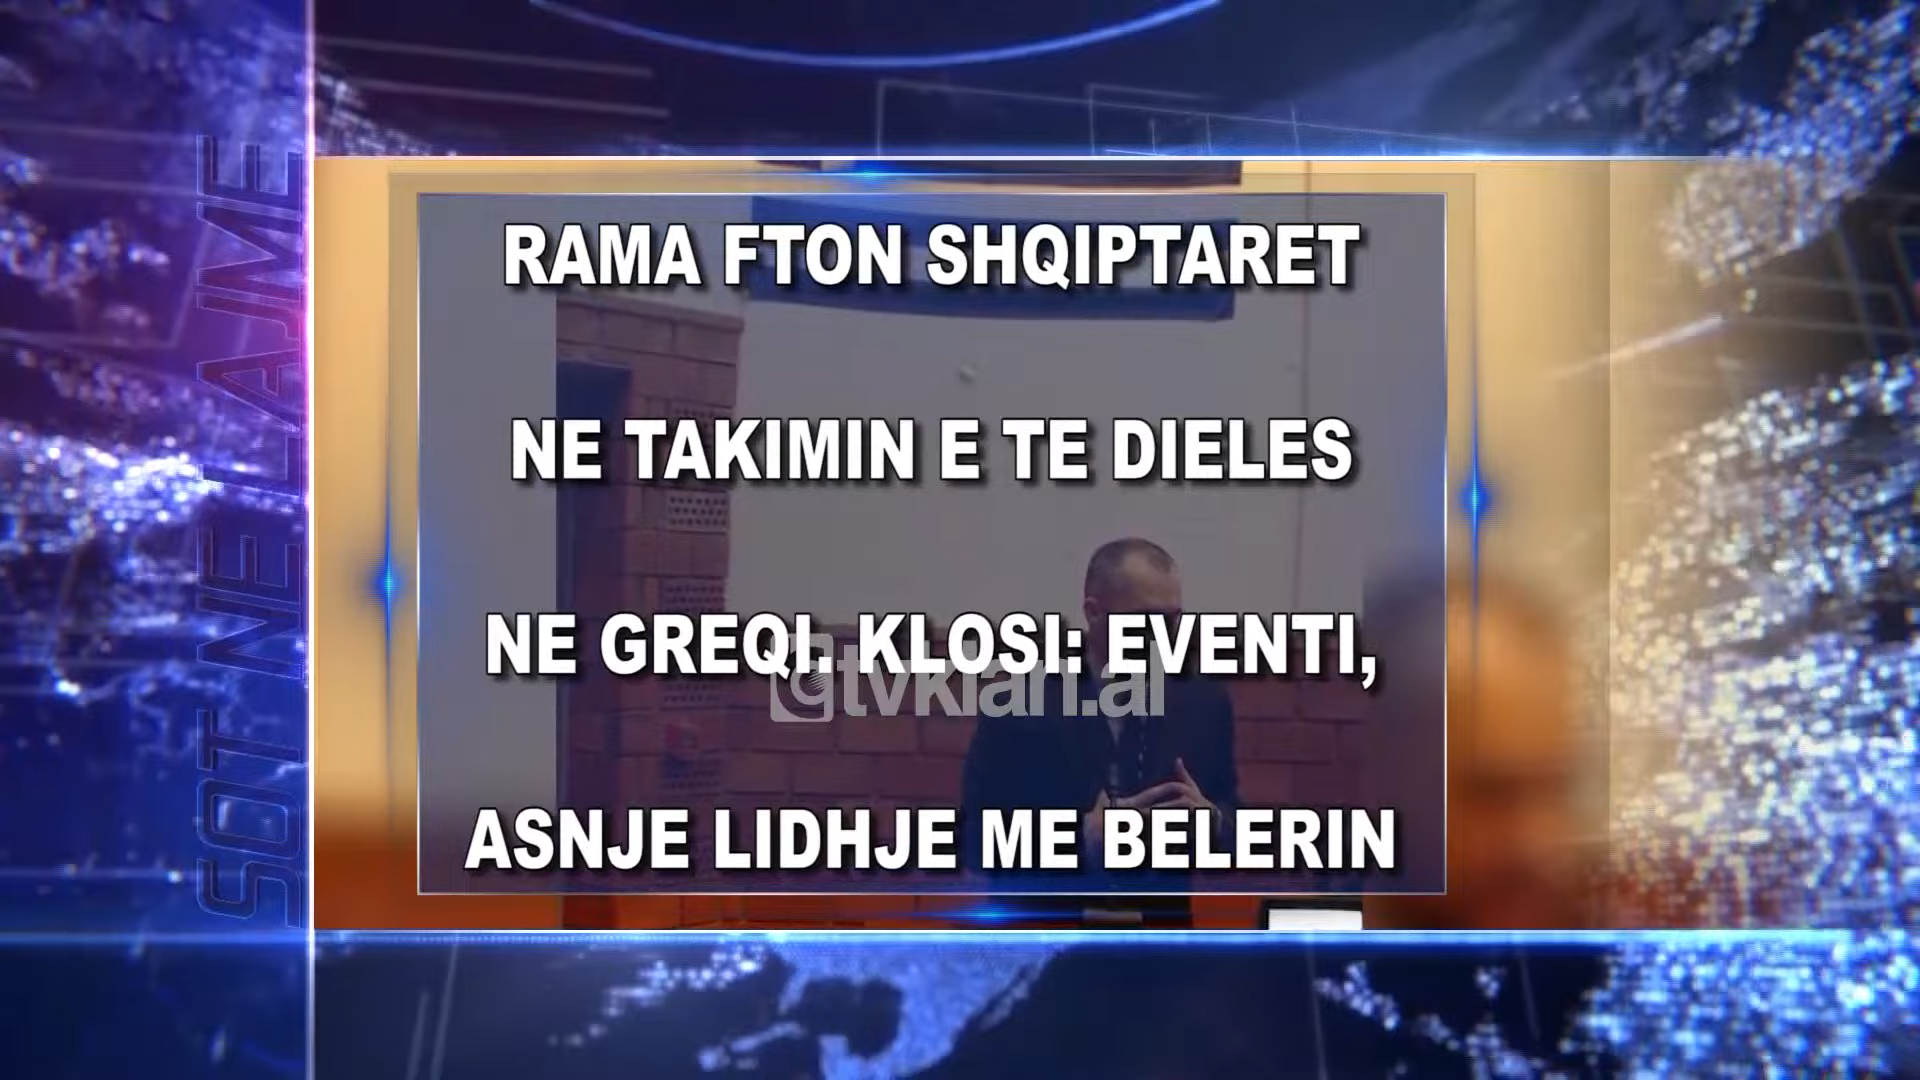 RAMA FTON SHQIPTARET
NE TAKIMIN E TE DIELES
NE GREQI. KLOSI: EVENTI,
ASNJE LIDHJE ME BELERIN
tvklan.al
SOT NE LAJME